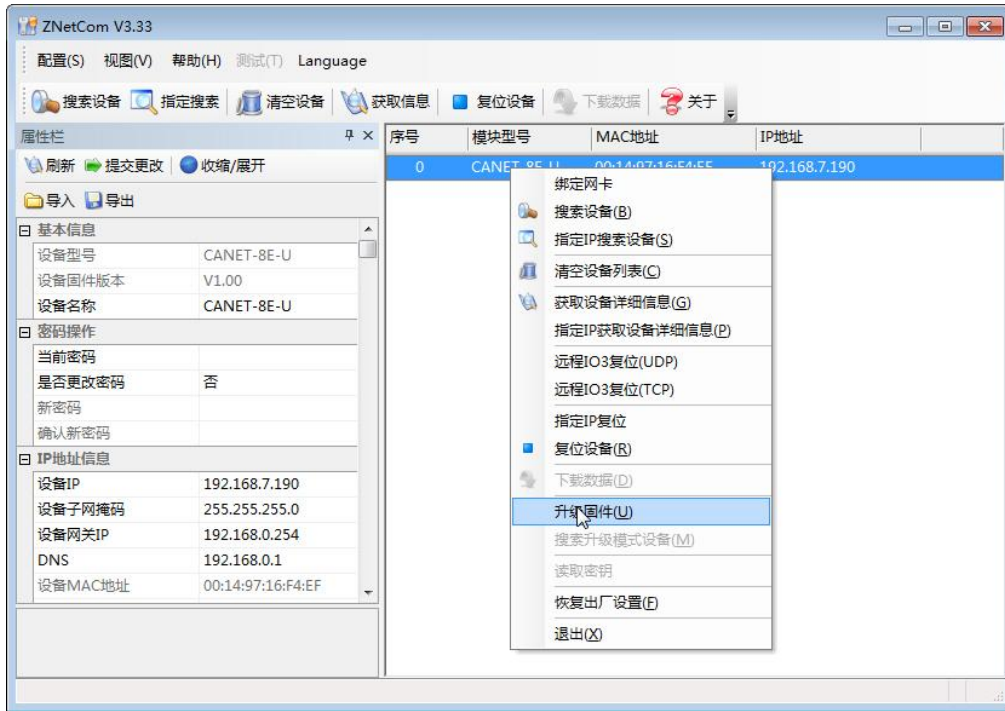 ZNetCom V3.33
配置(S) 视图(V) 帮助(H) 测试(T) Language
搜索设备 指定搜索 清空设备 获取信息 复位设备 下载数据 关于
属性栏
刷新 提交更改 收缩/展开
导入 导出
基本信息
设备型号 CANET-8E-U
设备固件版本 V1.00
设备名称 CANET-8E-U
密码操作
当前密码
是否更改密码 否
新密码
确认新密码
IP地址信息
设备IP 192.168.7.190
设备子网掩码 255.255.255.0
设备网关IP 192.168.0.254
DNS 192.168.0.1
设备MAC地址 00:14:97:16:F4:EF
序号 模块型号 MAC地址 IP地址
0 CANET-8E-U 00:14:97:16:F4:EF 192.168.7.190
绑定网卡
搜索设备(B)
指定IP搜索设备(S)
清空设备列表(C)
获取设备详细信息(G)
指定IP获取设备详细信息(P)
远程IO3复位(UDP)
远程IO3复位(TCP)
指定IP复位
复位设备(R)
下载数据(D)
升级固件(U)
搜索升级模式设备(M)
读取密钥
恢复出厂设置(F)
退出(X)